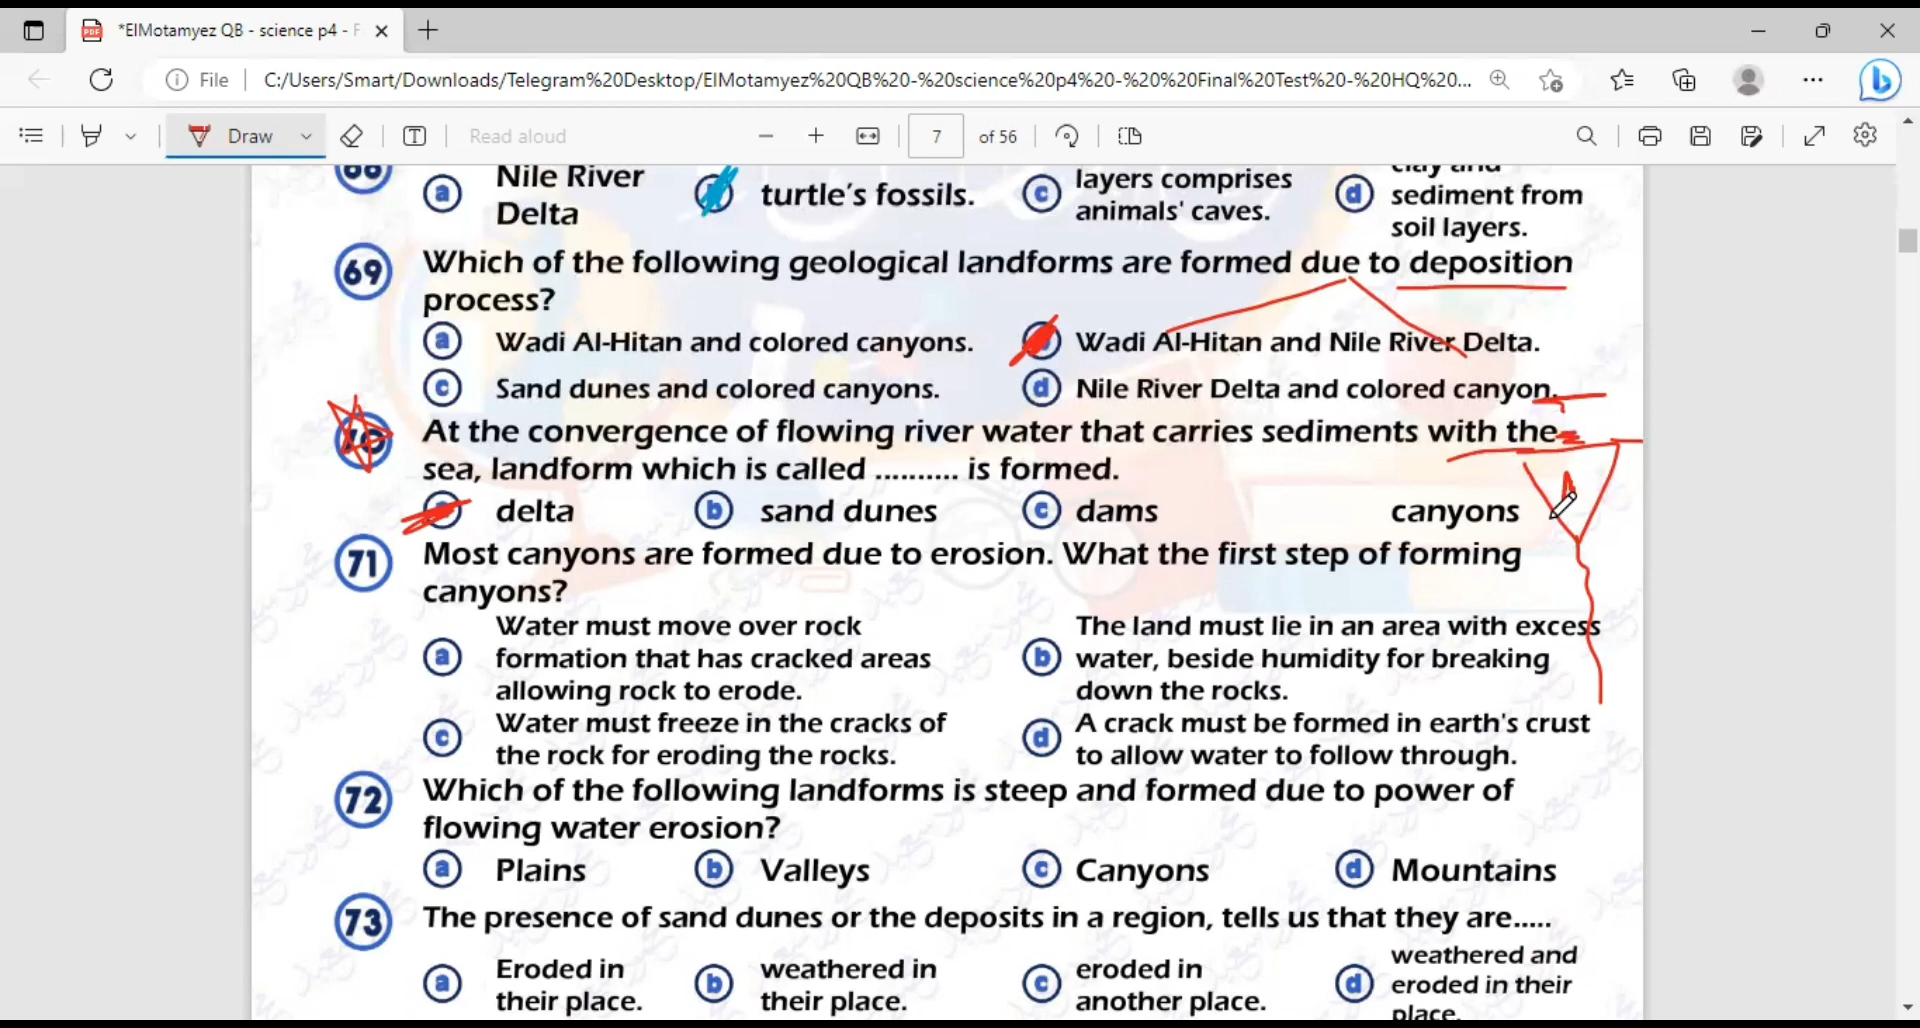 *ElMotamyez QB - science p4 - F
File
C:/Users/Smart/Downloads/Telegram%20Desktop/ElMotamyez%20QB%20-%20science%20p4%20-%20%20Final%20Test%20-%20HQ%20...
Draw
Read aloud
7 of 56
68
a Nile River Delta
turtle's fossils.
c layers comprises animals' caves.
d clay and sediment from soil layers.
69 Which of the following geological landforms are formed due to deposition
process?
a Wadi Al-Hitan and colored canyons.
Wadi Al-Hitan and Nile River Delta.
c Sand dunes and colored canyons.
d Nile River Delta and colored canyon.
70 At the convergence of flowing river water that carries sediments with the
sea, landform which is called .......... is formed.
delta
b sand dunes
c dams
canyons
71 Most canyons are formed due to erosion. What the first step of forming
canyons?
a Water must move over rock
formation that has cracked areas
allowing rock to erode.
b The land must lie in an area with excess
water, beside humidity for breaking
down the rocks.
c Water must freeze in the cracks of
the rock for eroding the rocks.
d A crack must be formed in earth's crust
to allow water to follow through.
72 Which of the following landforms is steep and formed due to power of
flowing water erosion?
a Plains
b Valleys
c Canyons
d Mountains
73 The presence of sand dunes or the deposits in a region, tells us that they are.....
a Eroded in
their place.
b weathered in
their place.
c eroded in
another place.
d weathered and
eroded in their
place.